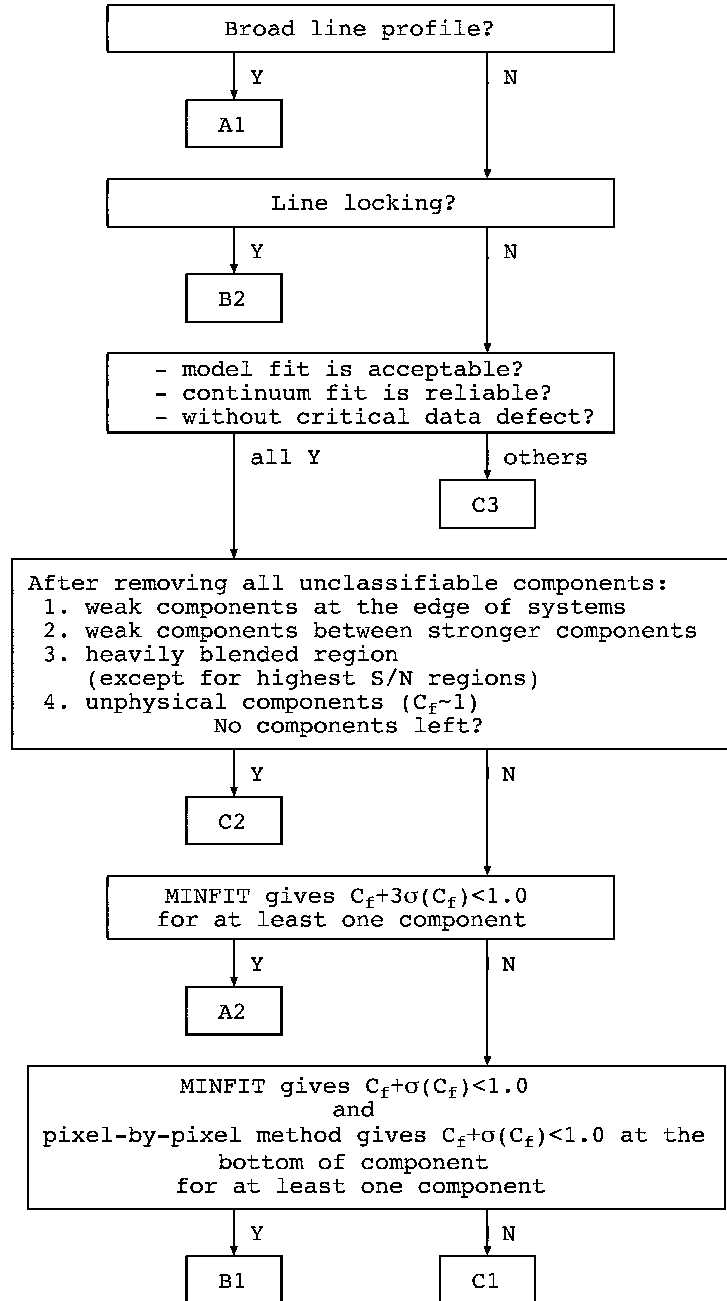 Broad line profile?
Y N
A1
Line locking?
Y N
B2
- model fit is acceptable?
- continuum fit is reliable?
- without critical data defect?
all Y others
C3
After removing all unclassifiable components:
1. weak components at the edge of systems
2. weak components between stronger components
3. heavily blended region
(except for highest S/N regions)
4. unphysical components (Cf~1)
No components left?
Y N
C2
MINFIT gives Cf+3σ(Cf)<1.0
for at least one component
Y N
A2
MINFIT gives Cf+σ(Cf)<1.0
and
pixel-by-pixel method gives Cf+σ(Cf)<1.0 at the
bottom of component
for at least one component
Y N
B1 C1